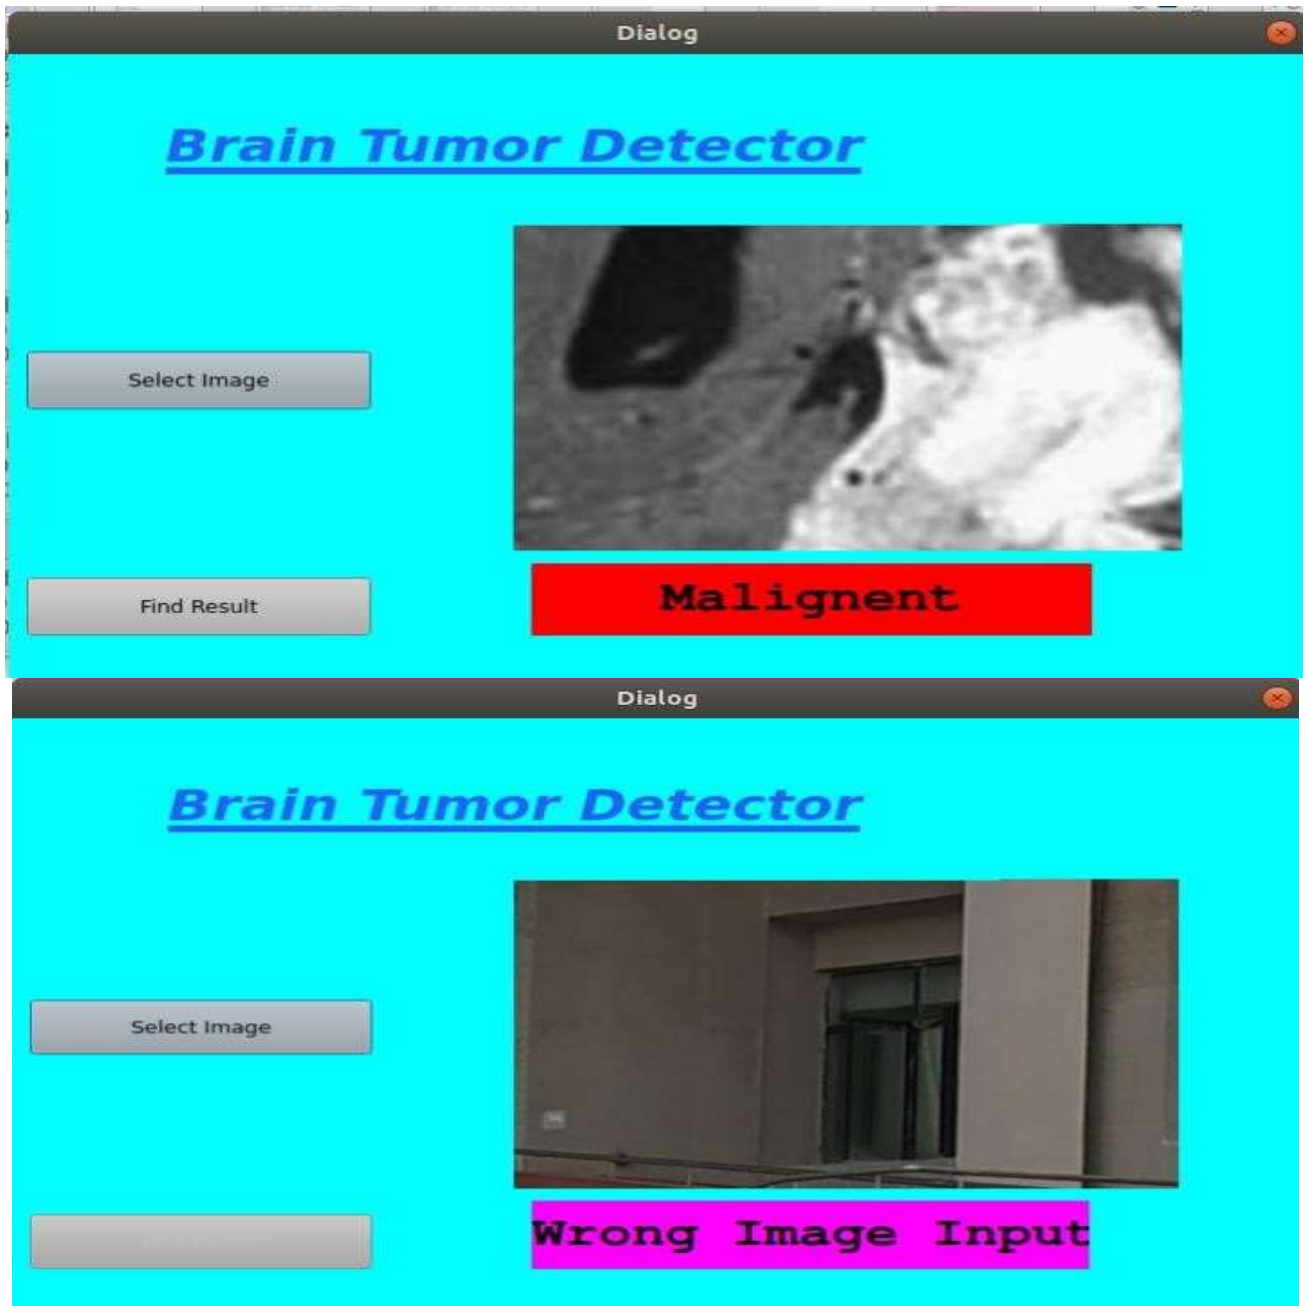 Dialog
Brain Tumor Detector
Select Image
Find Result
Malignent
Dialog
Brain Tumor Detector
Select Image
Wrong Image Input